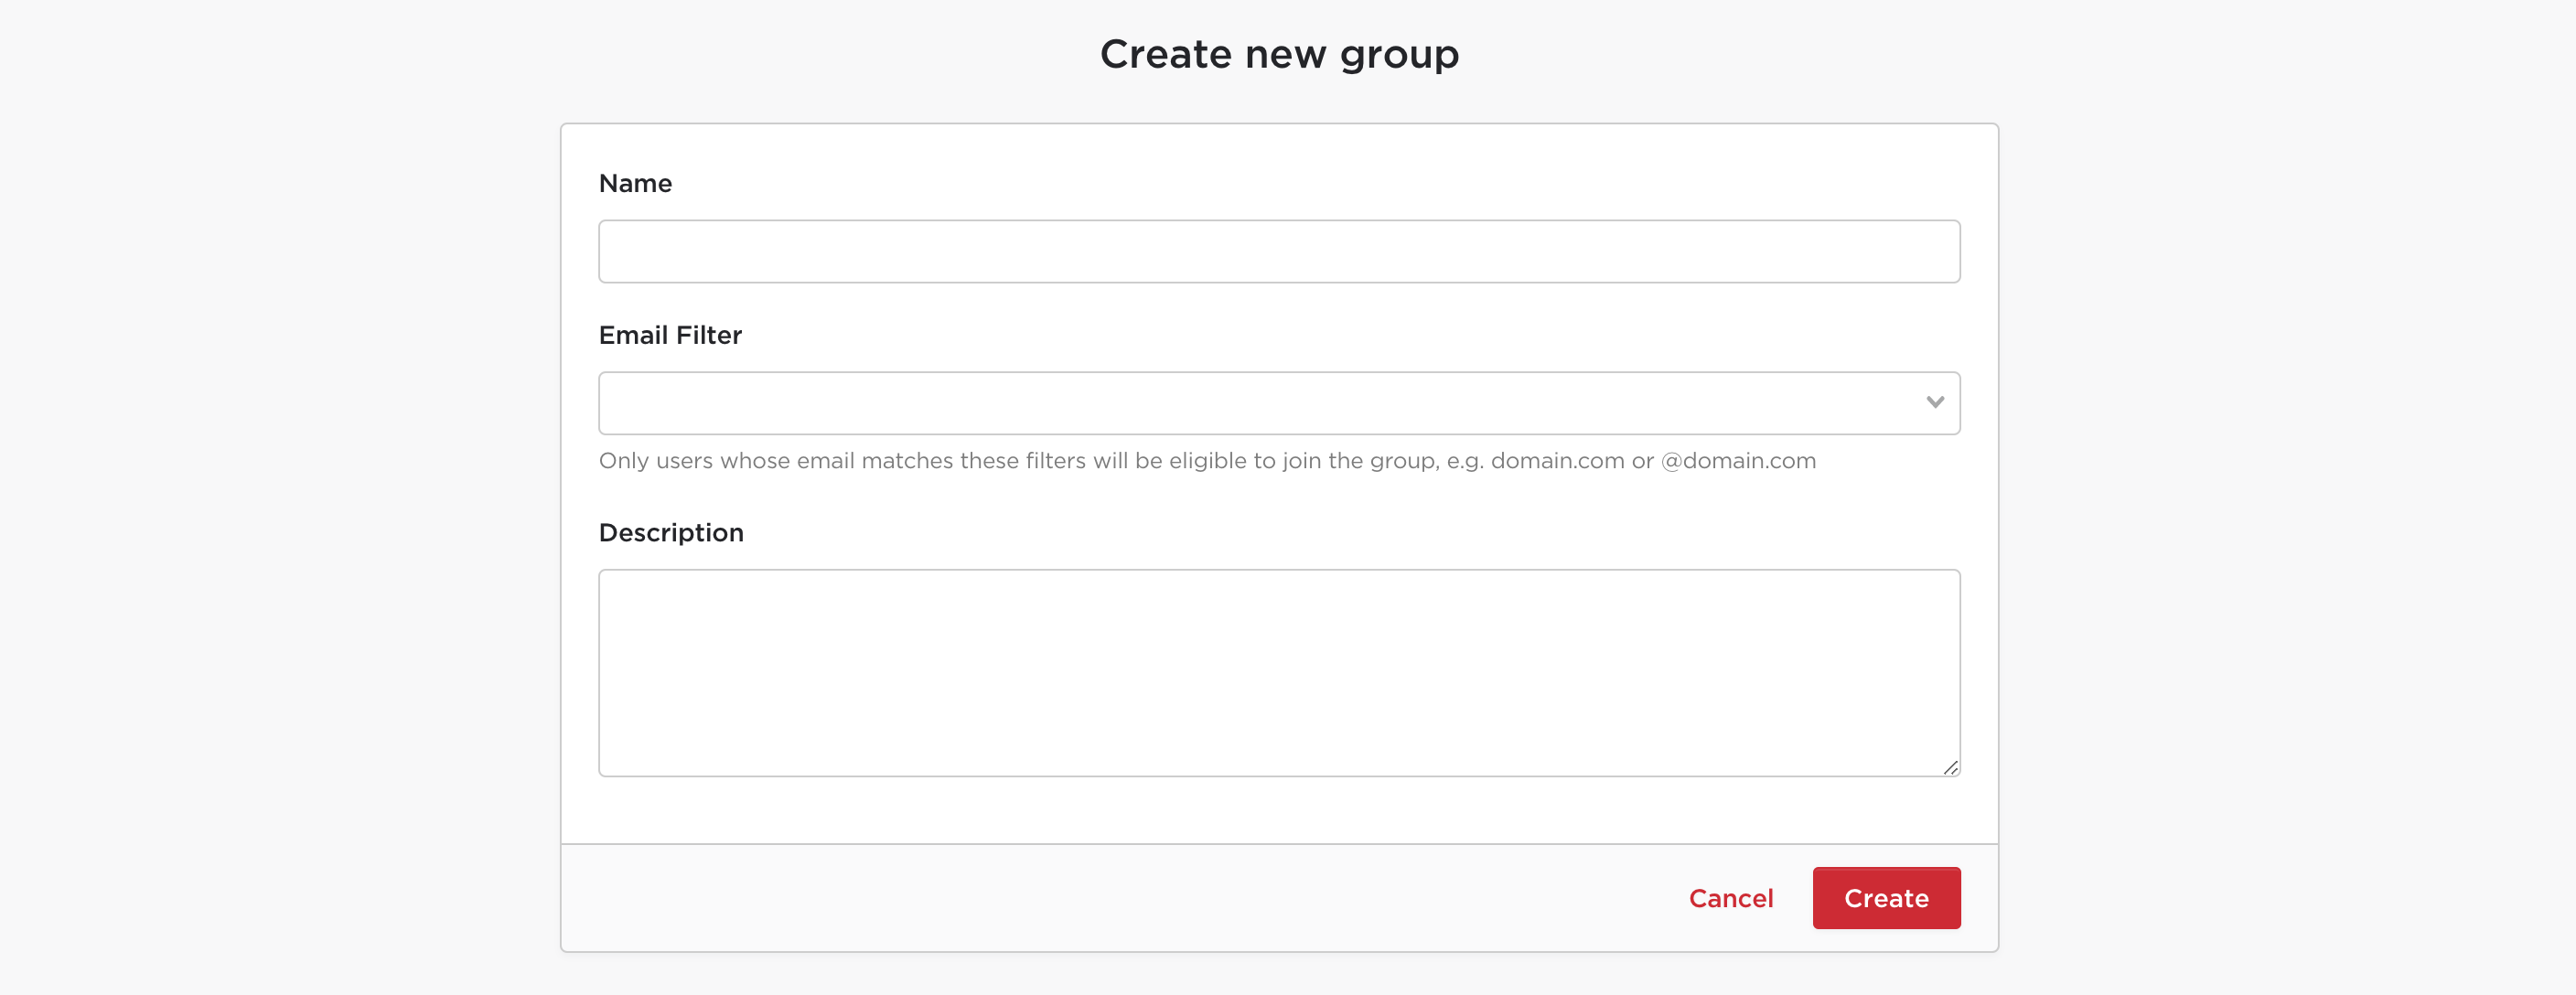 Create new group
Name
Email Filter
Only users whose email matches these filters will be eligible to join the group, e.g. domain.com or @domain.com
Description
Cancel
Create